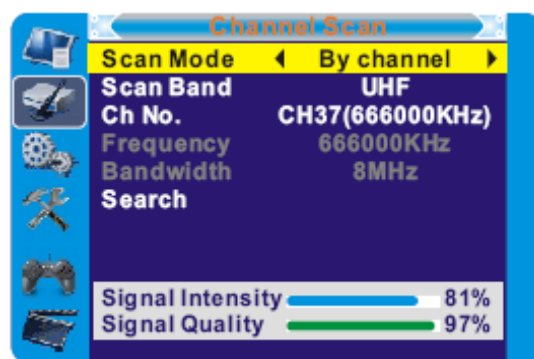 Channel Scan
Scan Mode By channel
Scan Band UHF
Ch No. CH37(666000KHz)
Frequency 666000KHz
Bandwidth 8MHz
Search
Signal Intensity 81%
Signal Quality 97%